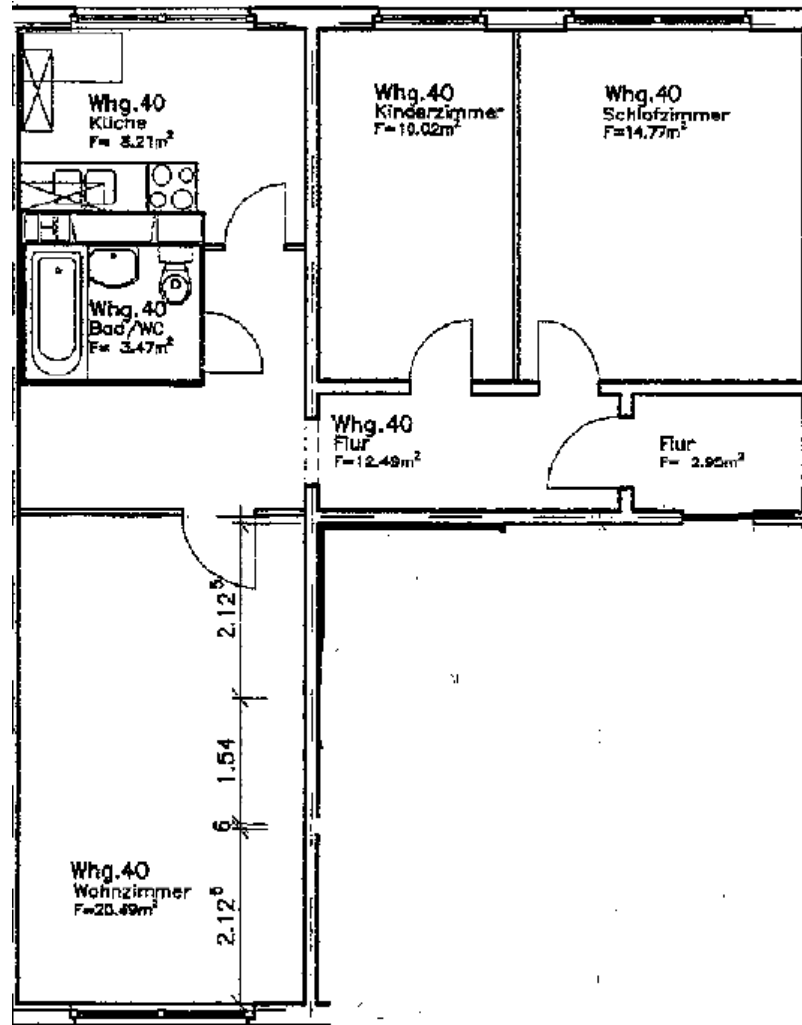 Whg.40
Küche
F= 8.21m²
Whg.40
Kinderzimmer
F=10.02m²
Whg.40
Schlafzimmer
F=14.77m²
Whg.40
Bad/WC
F= 3.47m²
Whg.40
Flur
F=12.49m²
Flur
F= 2.95m²
2.12⁵
1.54
6
2.12⁵
Whg.40
Wohnzimmer
F=20.49m²